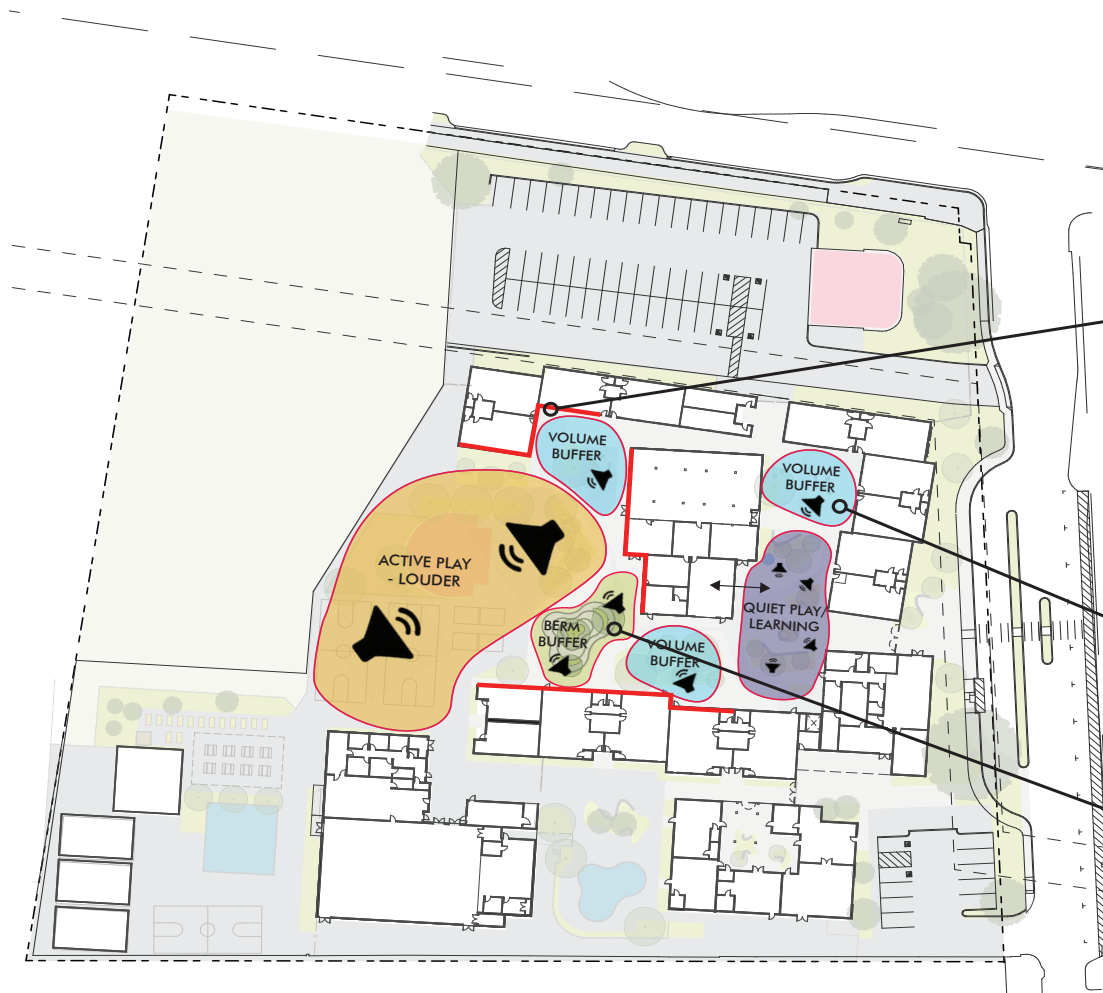 VOLUME
BUFFER
VOLUME
BUFFER
ACTIVE PLAY
- LOUDER
QUIET PLAY/
LEARNING
BERM
BUFFER
VOLUME
BUFFER
X